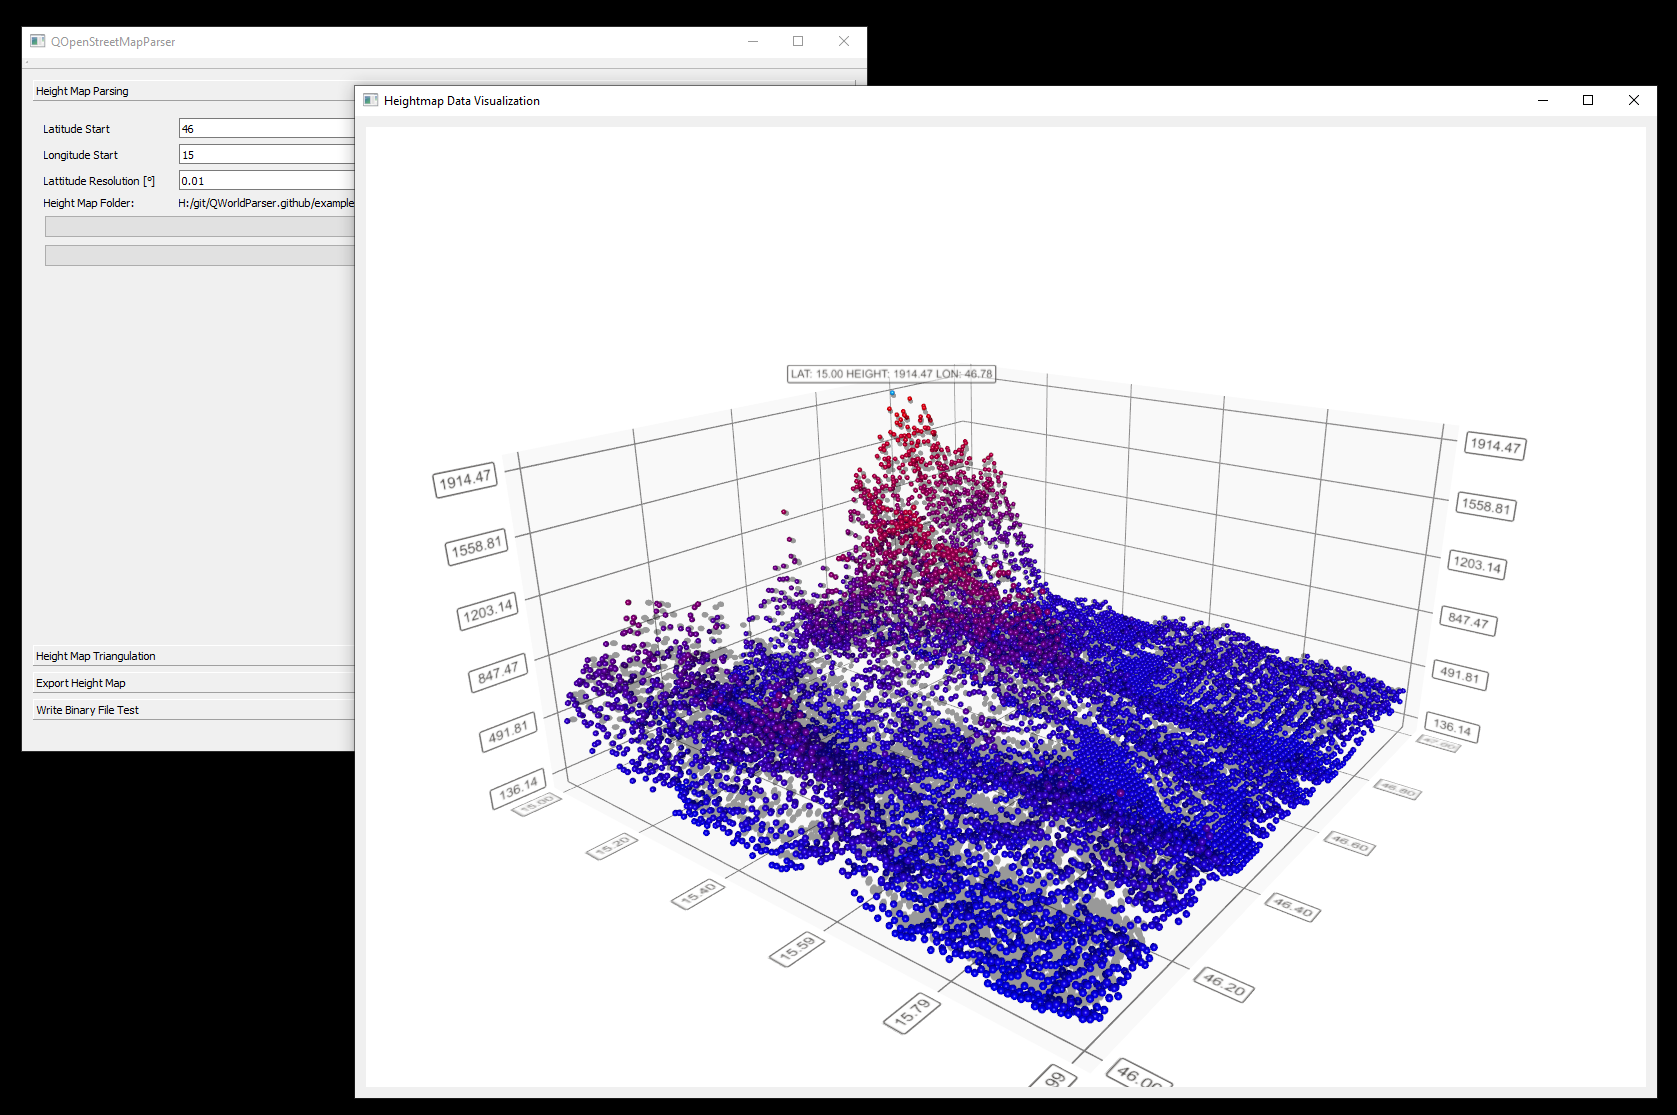 QOpenStreetMapParser
Height Map Parsing
Latitude Start
46
Longitude Start
15
Lattitude Resolution [°]
0.01
Height Map Folder:
H:/git/QWorldParser.github/example
Height Map Triangulation
Export Height Map
Write Binary File Test
Heightmap Data Visualization
LAT: 15.00 HEIGHT: 1914.47 LON: 46.78
1914.47
1558.81
1203.14
847.47
491.81
136.14
1914.47
1558.81
1203.14
847.47
491.81
136.14
15.00
15.20
15.40
15.59
15.79
99
47.00
46.80
46.60
46.40
46.20
46.00